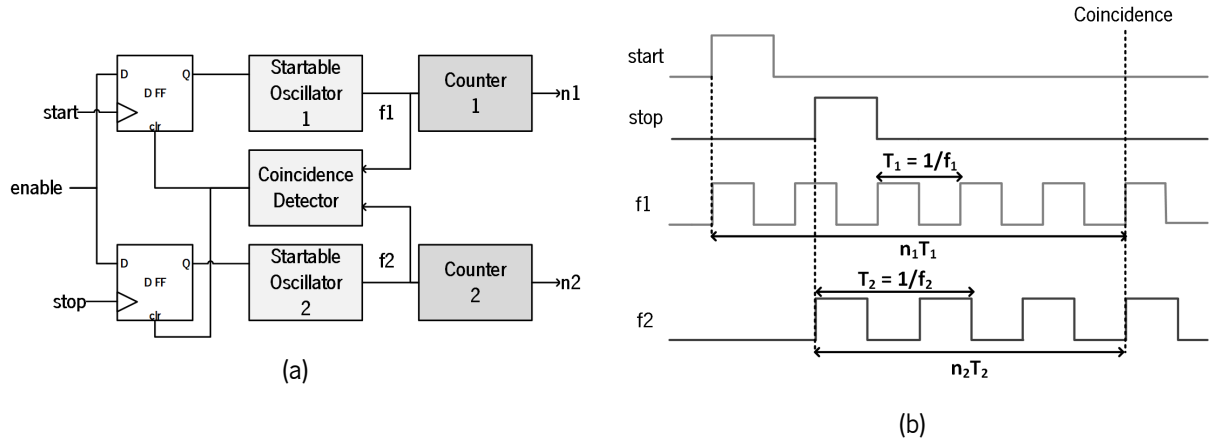 start
enable
stop
D
Q
D FF
clr
D
Q
D FF
clr
Startable
Oscillator
1
f1
Counter
1
n1
Coincidence
Detector
Startable
Oscillator
2
f2
Counter
2
n2
(a)
Coincidence
start
stop
T₁ = 1/f₁
f1
n₁T₁
T₂ = 1/f₂
f2
n₂T₂
(b)